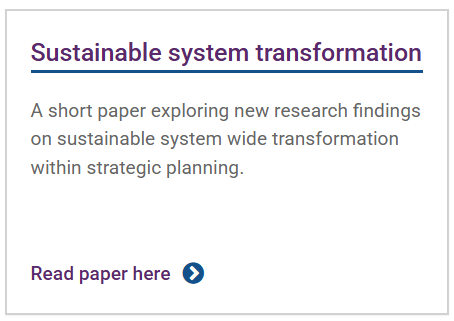 Sustainable system transformation
A short paper exploring new research findings
on sustainable system wide transformation
within strategic planning.
Read paper here